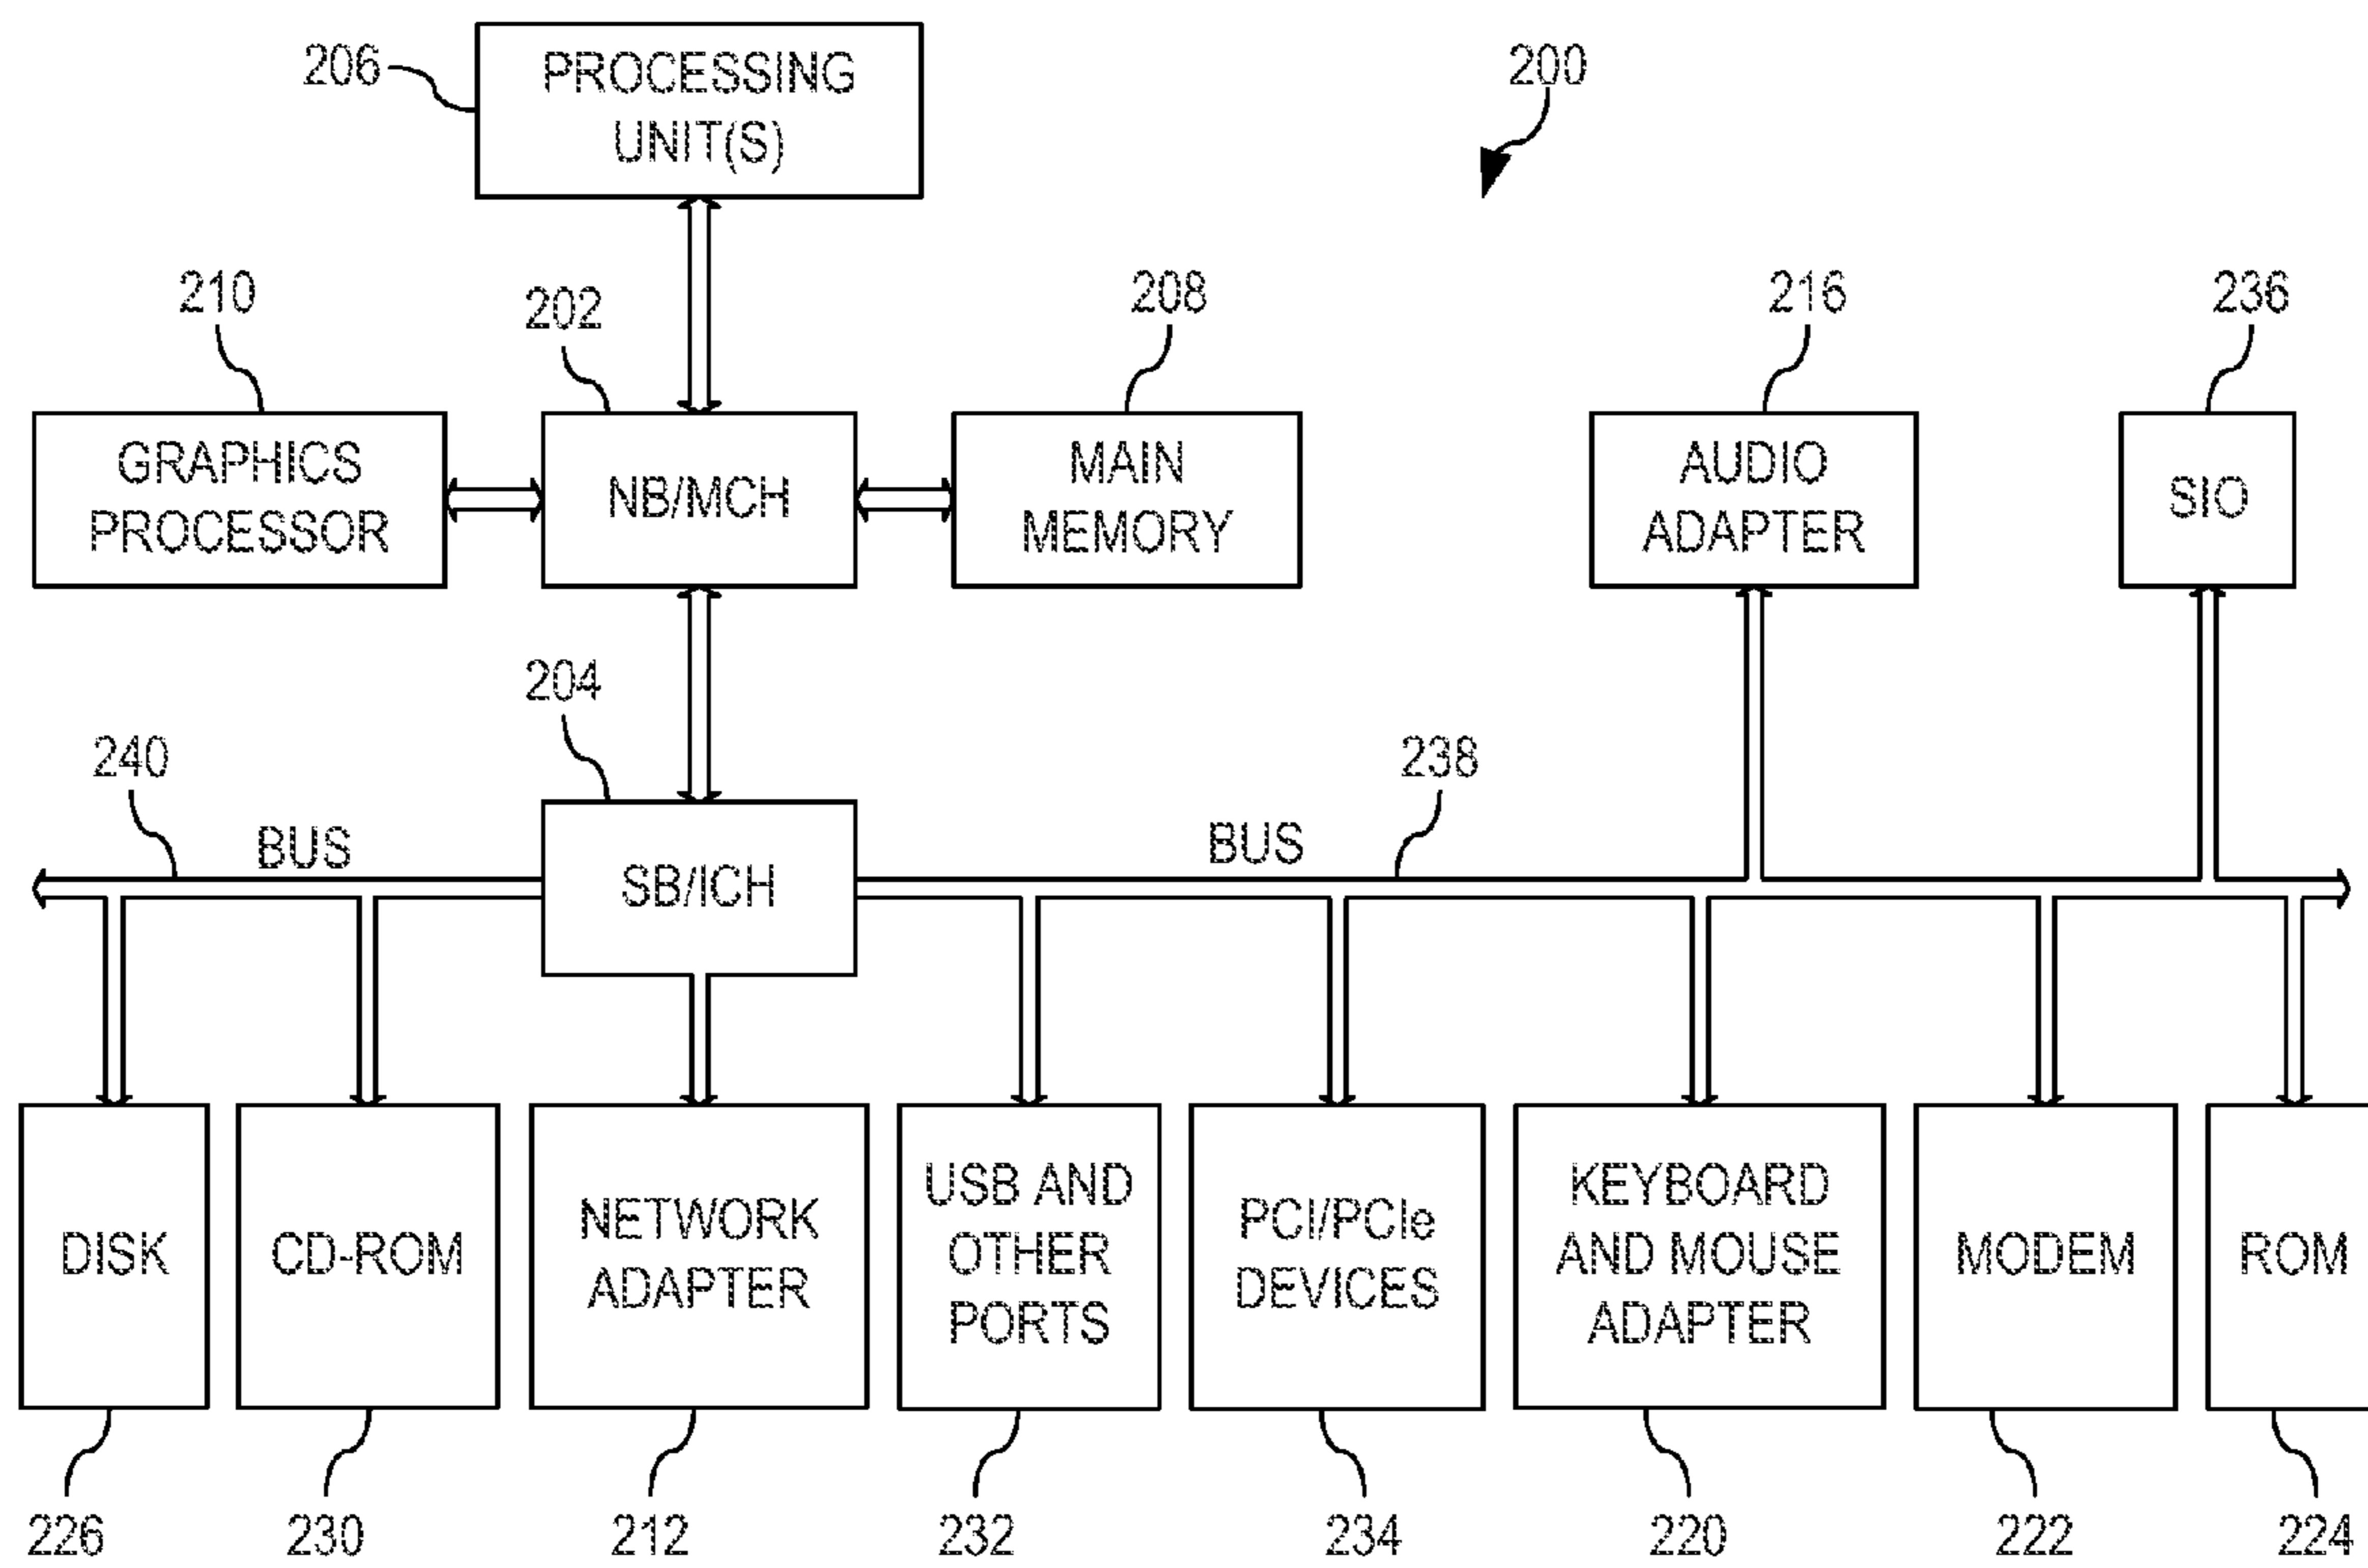 206
PROCESSING
UNIT(S)
200
210
202
208
216
236
GRAPHICS
PROCESSOR
NB/MCH
MAIN
MEMORY
AUDIO
ADAPTER
SIO
204
240
238
BUS
SB/ICH
BUS
DISK
CD-ROM
NETWORK
ADAPTER
USB AND
OTHER
PORTS
PCI/PCIe
DEVICES
KEYBOARD
AND MOUSE
ADAPTER
MODEM
ROM
226
230
212
232
234
220
222
224